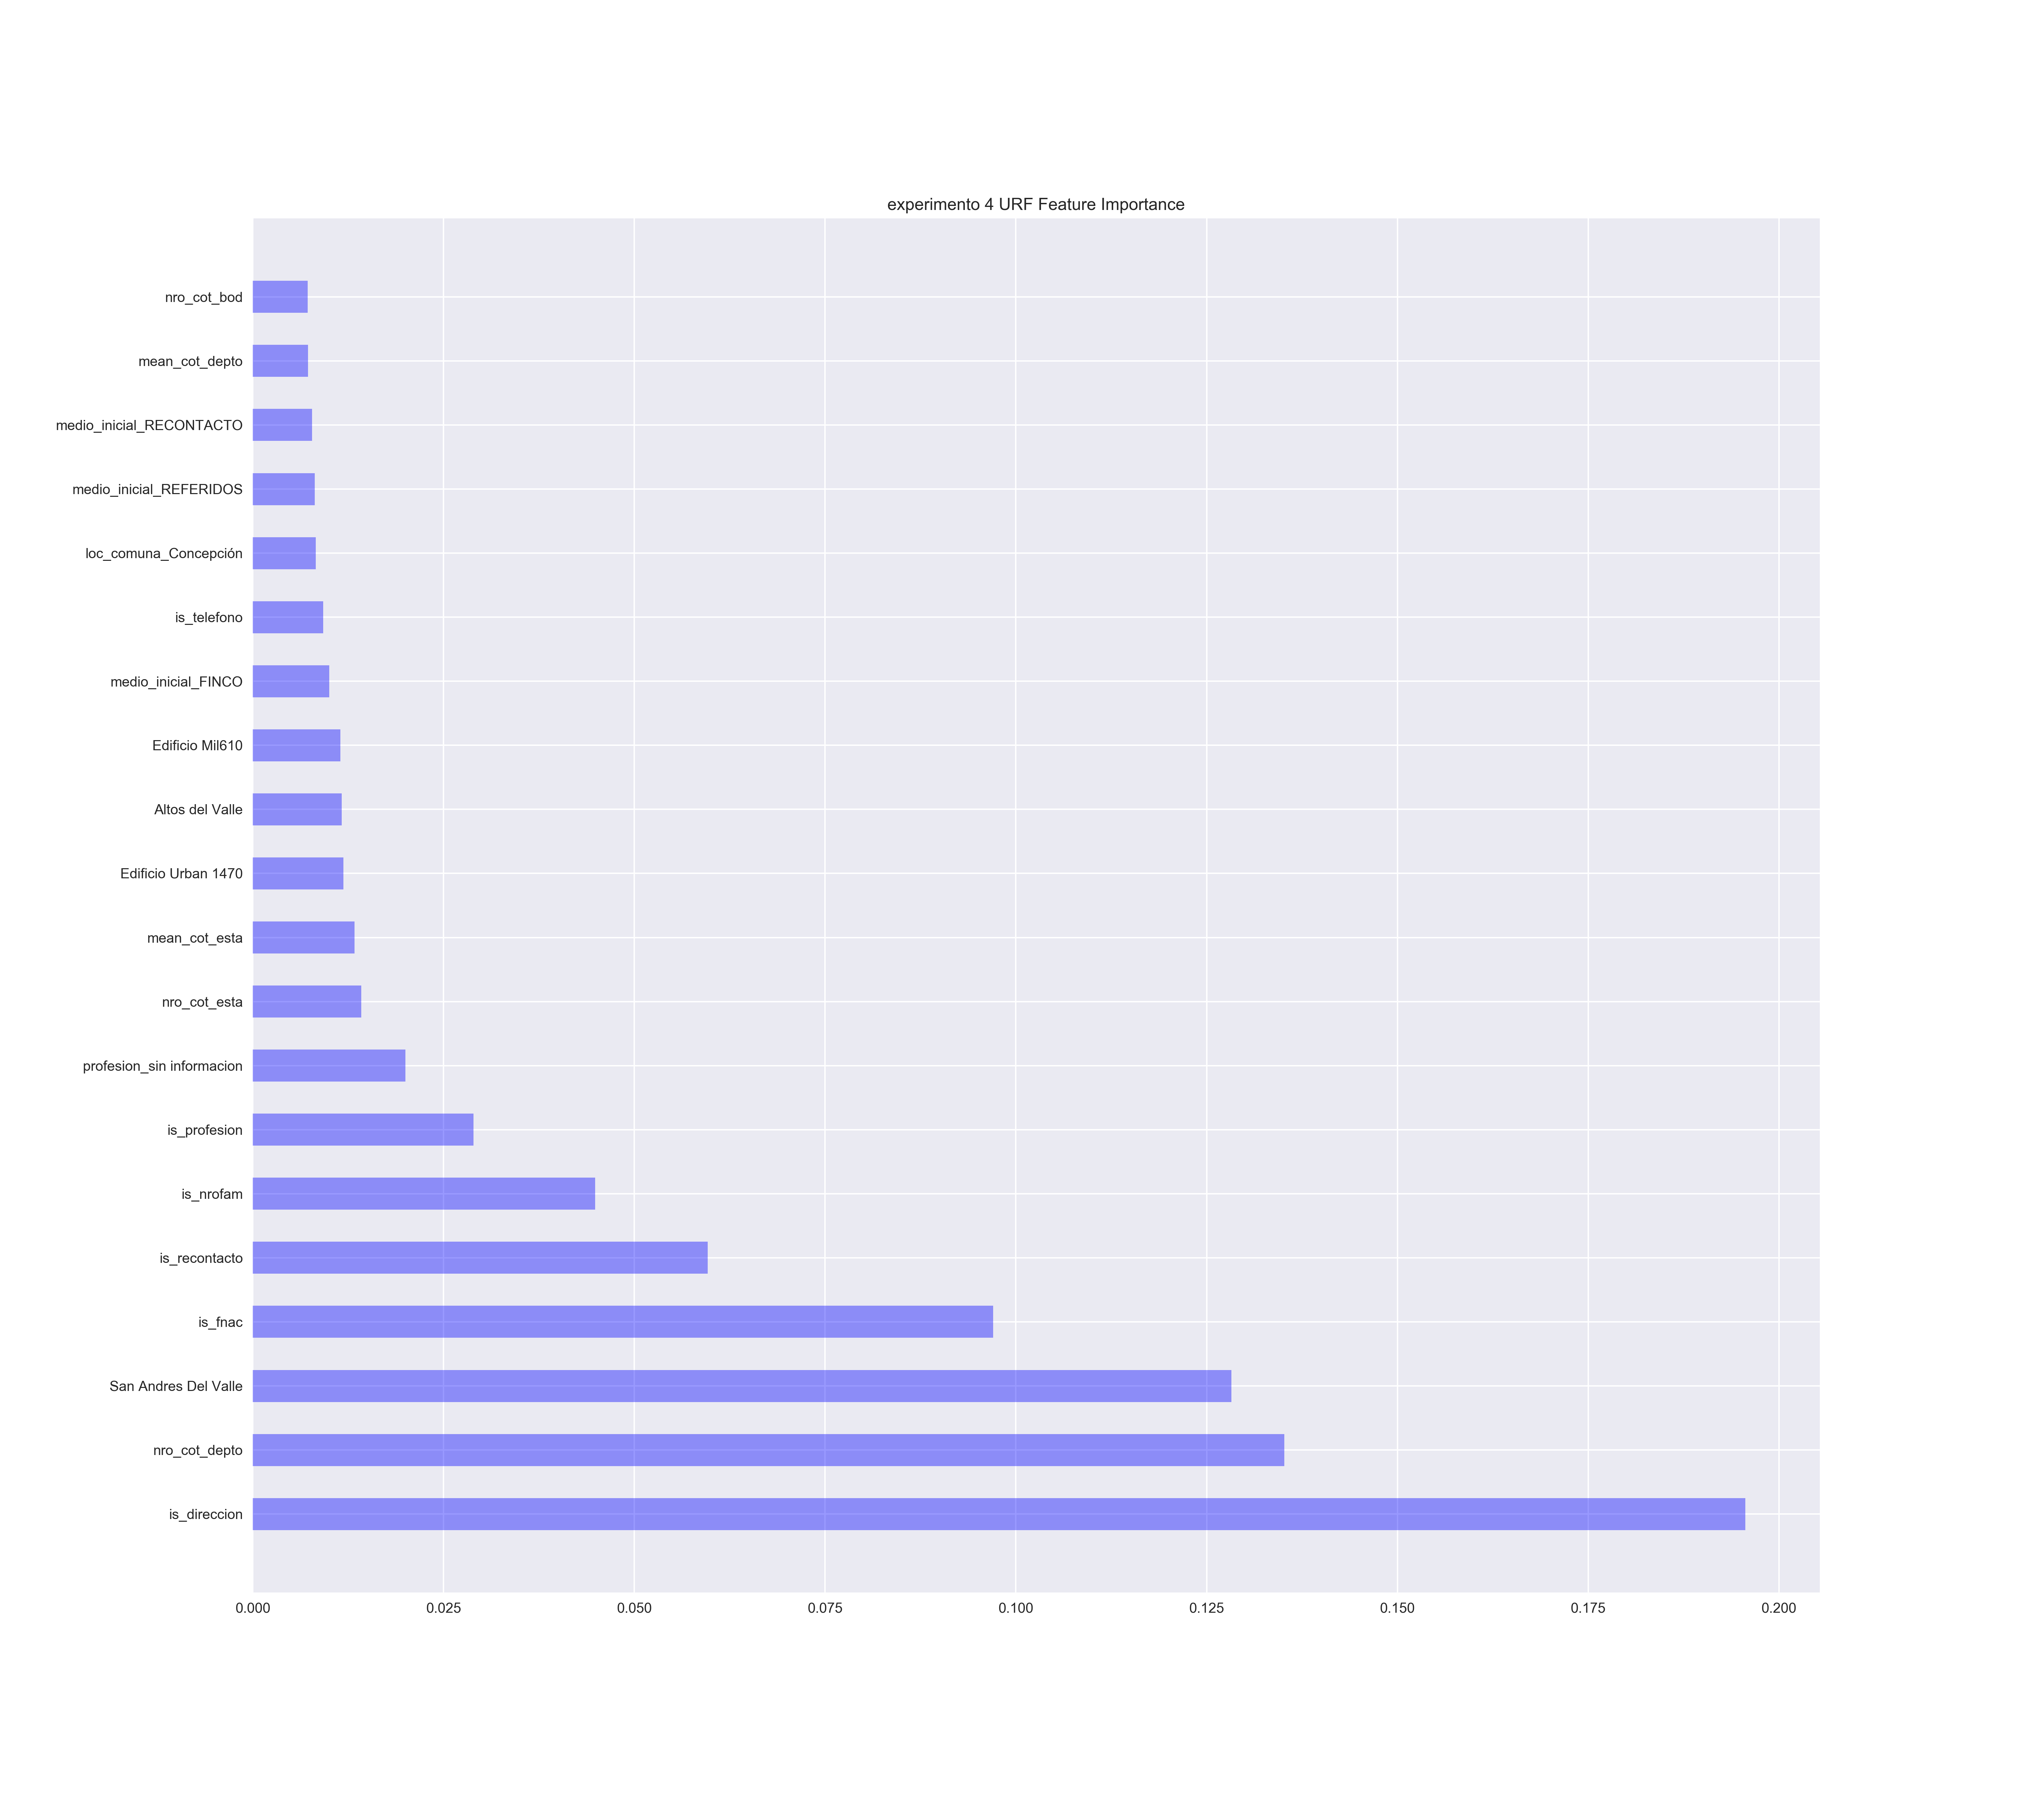 experimento 4 URF Feature Importance
nro_cot_bod
mean_cot_depto
medio_inicial_RECONTACTO
medio_inicial_REFERIDOS
loc_comuna_Concepción
is_telefono
medio_inicial_FINCO
Edificio Mil610
Altos del Valle
Edificio Urban 1470
mean_cot_esta
nro_cot_esta
profesion_sin informacion
is_profesion
is_nrofam
is_recontacto
is_fnac
San Andres Del Valle
nro_cot_depto
is_direccion
0.000 0.025 0.050 0.075 0.100 0.125 0.150 0.175 0.200